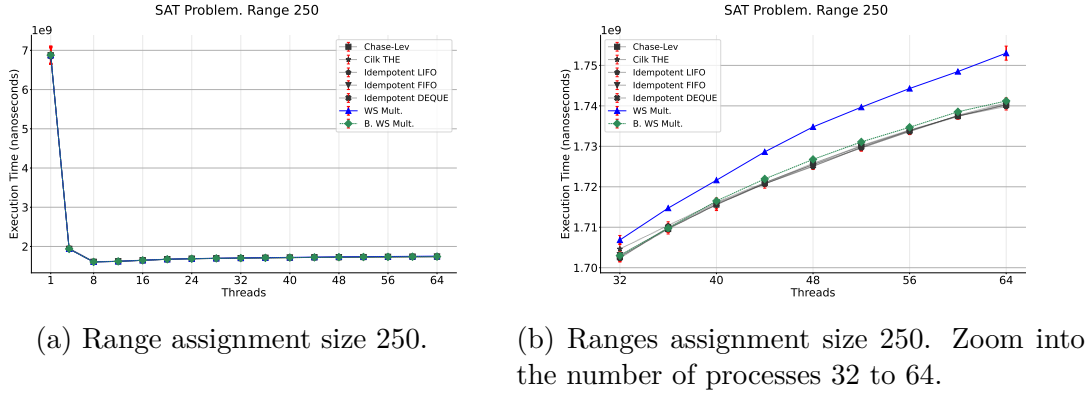 SAT Problem. Range 250
1e9
7
6
5
4
3
2
Execution Time (nanoseconds)
1 8 16 24 32 40 48 56 64
Threads
Chase-Lev
Cilk THE
Idempotent LIFO
Idempotent FIFO
Idempotent DEQUE
WS Mult.
B. WS Mult.
(a) Range assignment size 250.
SAT Problem. Range 250
1e9
1.75
1.74
1.73
1.72
1.71
1.70
Execution Time (nanoseconds)
32 40 48 56 64
Threads
Chase-Lev
Cilk THE
Idempotent LIFO
Idempotent FIFO
Idempotent DEQUE
WS Mult.
B. WS Mult.
(b) Ranges assignment size 250. Zoom into
the number of processes 32 to 64.